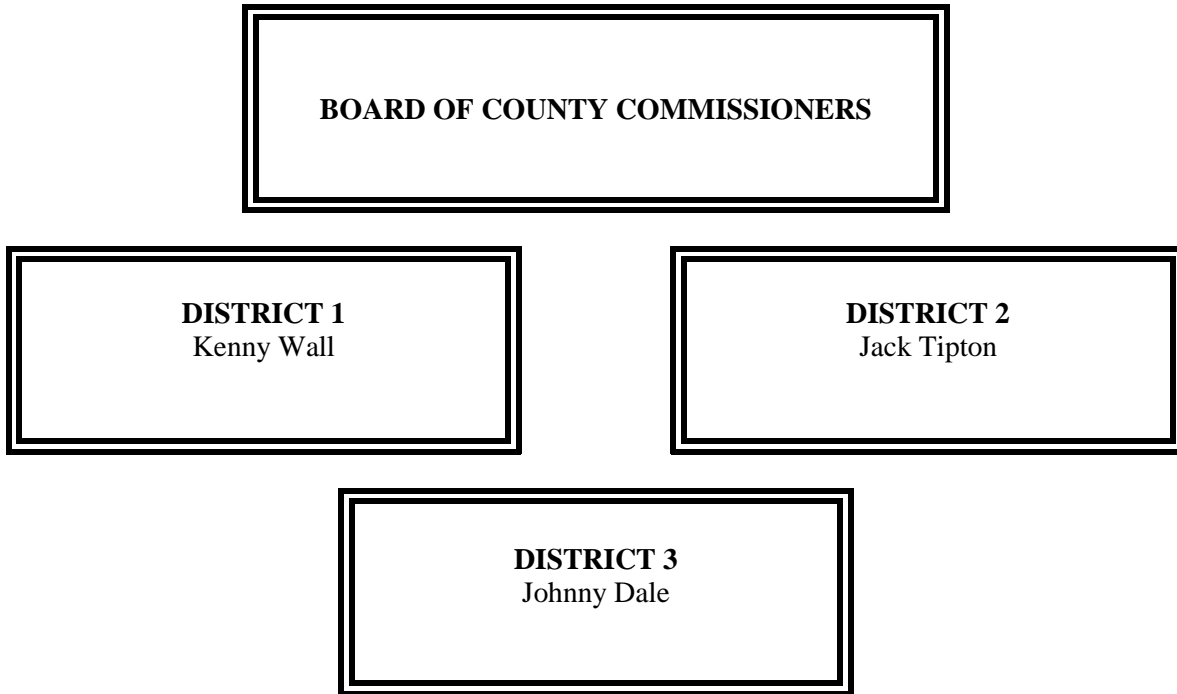 BOARD OF COUNTY COMMISSIONERS
DISTRICT 1
Kenny Wall
DISTRICT 2
Jack Tipton
DISTRICT 3
Johnny Dale